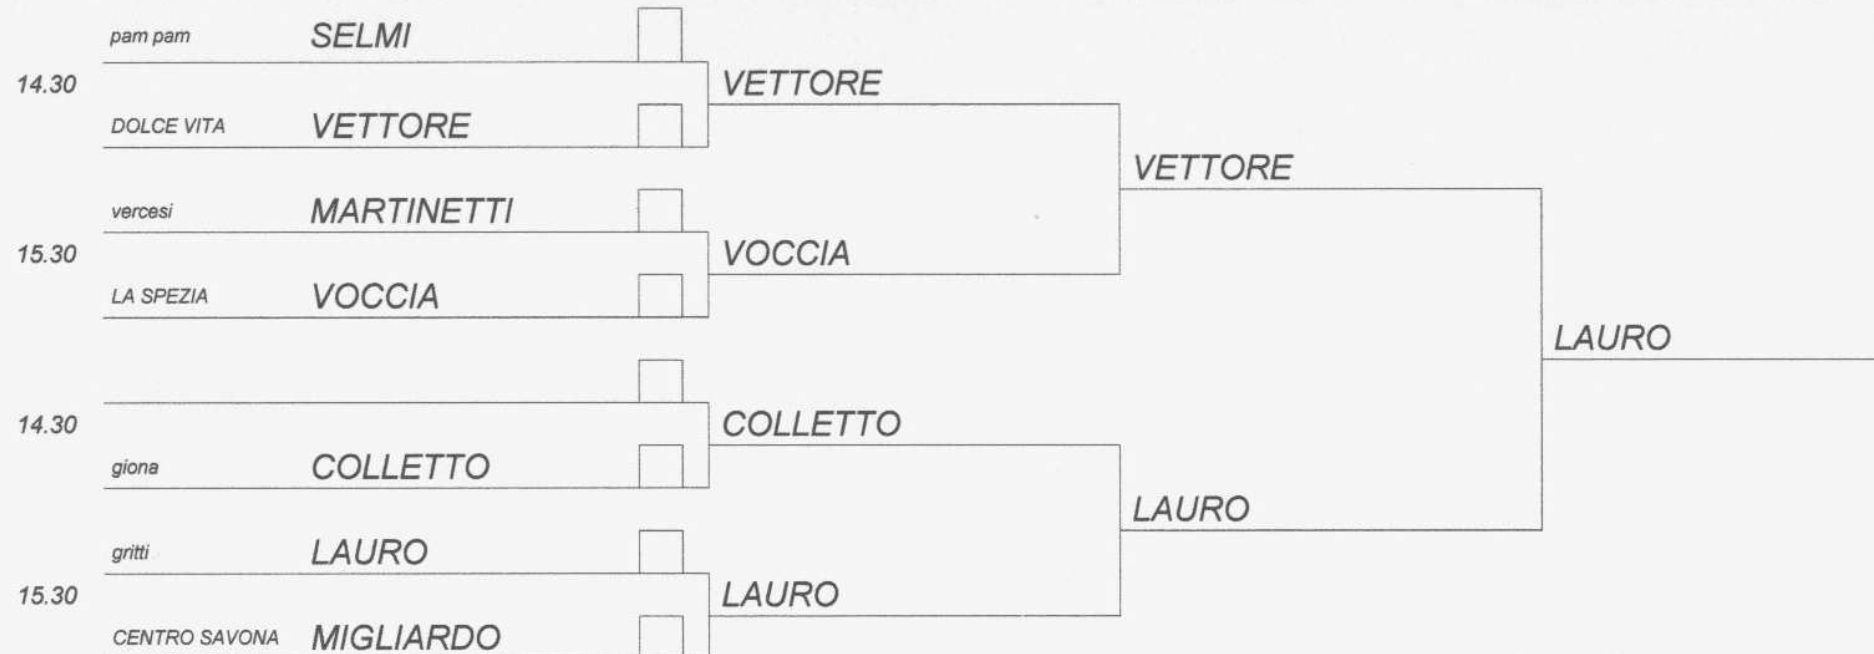 pam pam SELMI
14.30
VETTORE
DOLCE VITA VETTORE
VETTORE
vercesi MARTINETTI
15.30
VOCCIA
LA SPEZIA VOCCIA
LAURO
14.30
COLLETTO
giona COLLETTO
LAURO
gritti LAURO
15.30
LAURO
CENTRO SAVONA MIGLIARDO